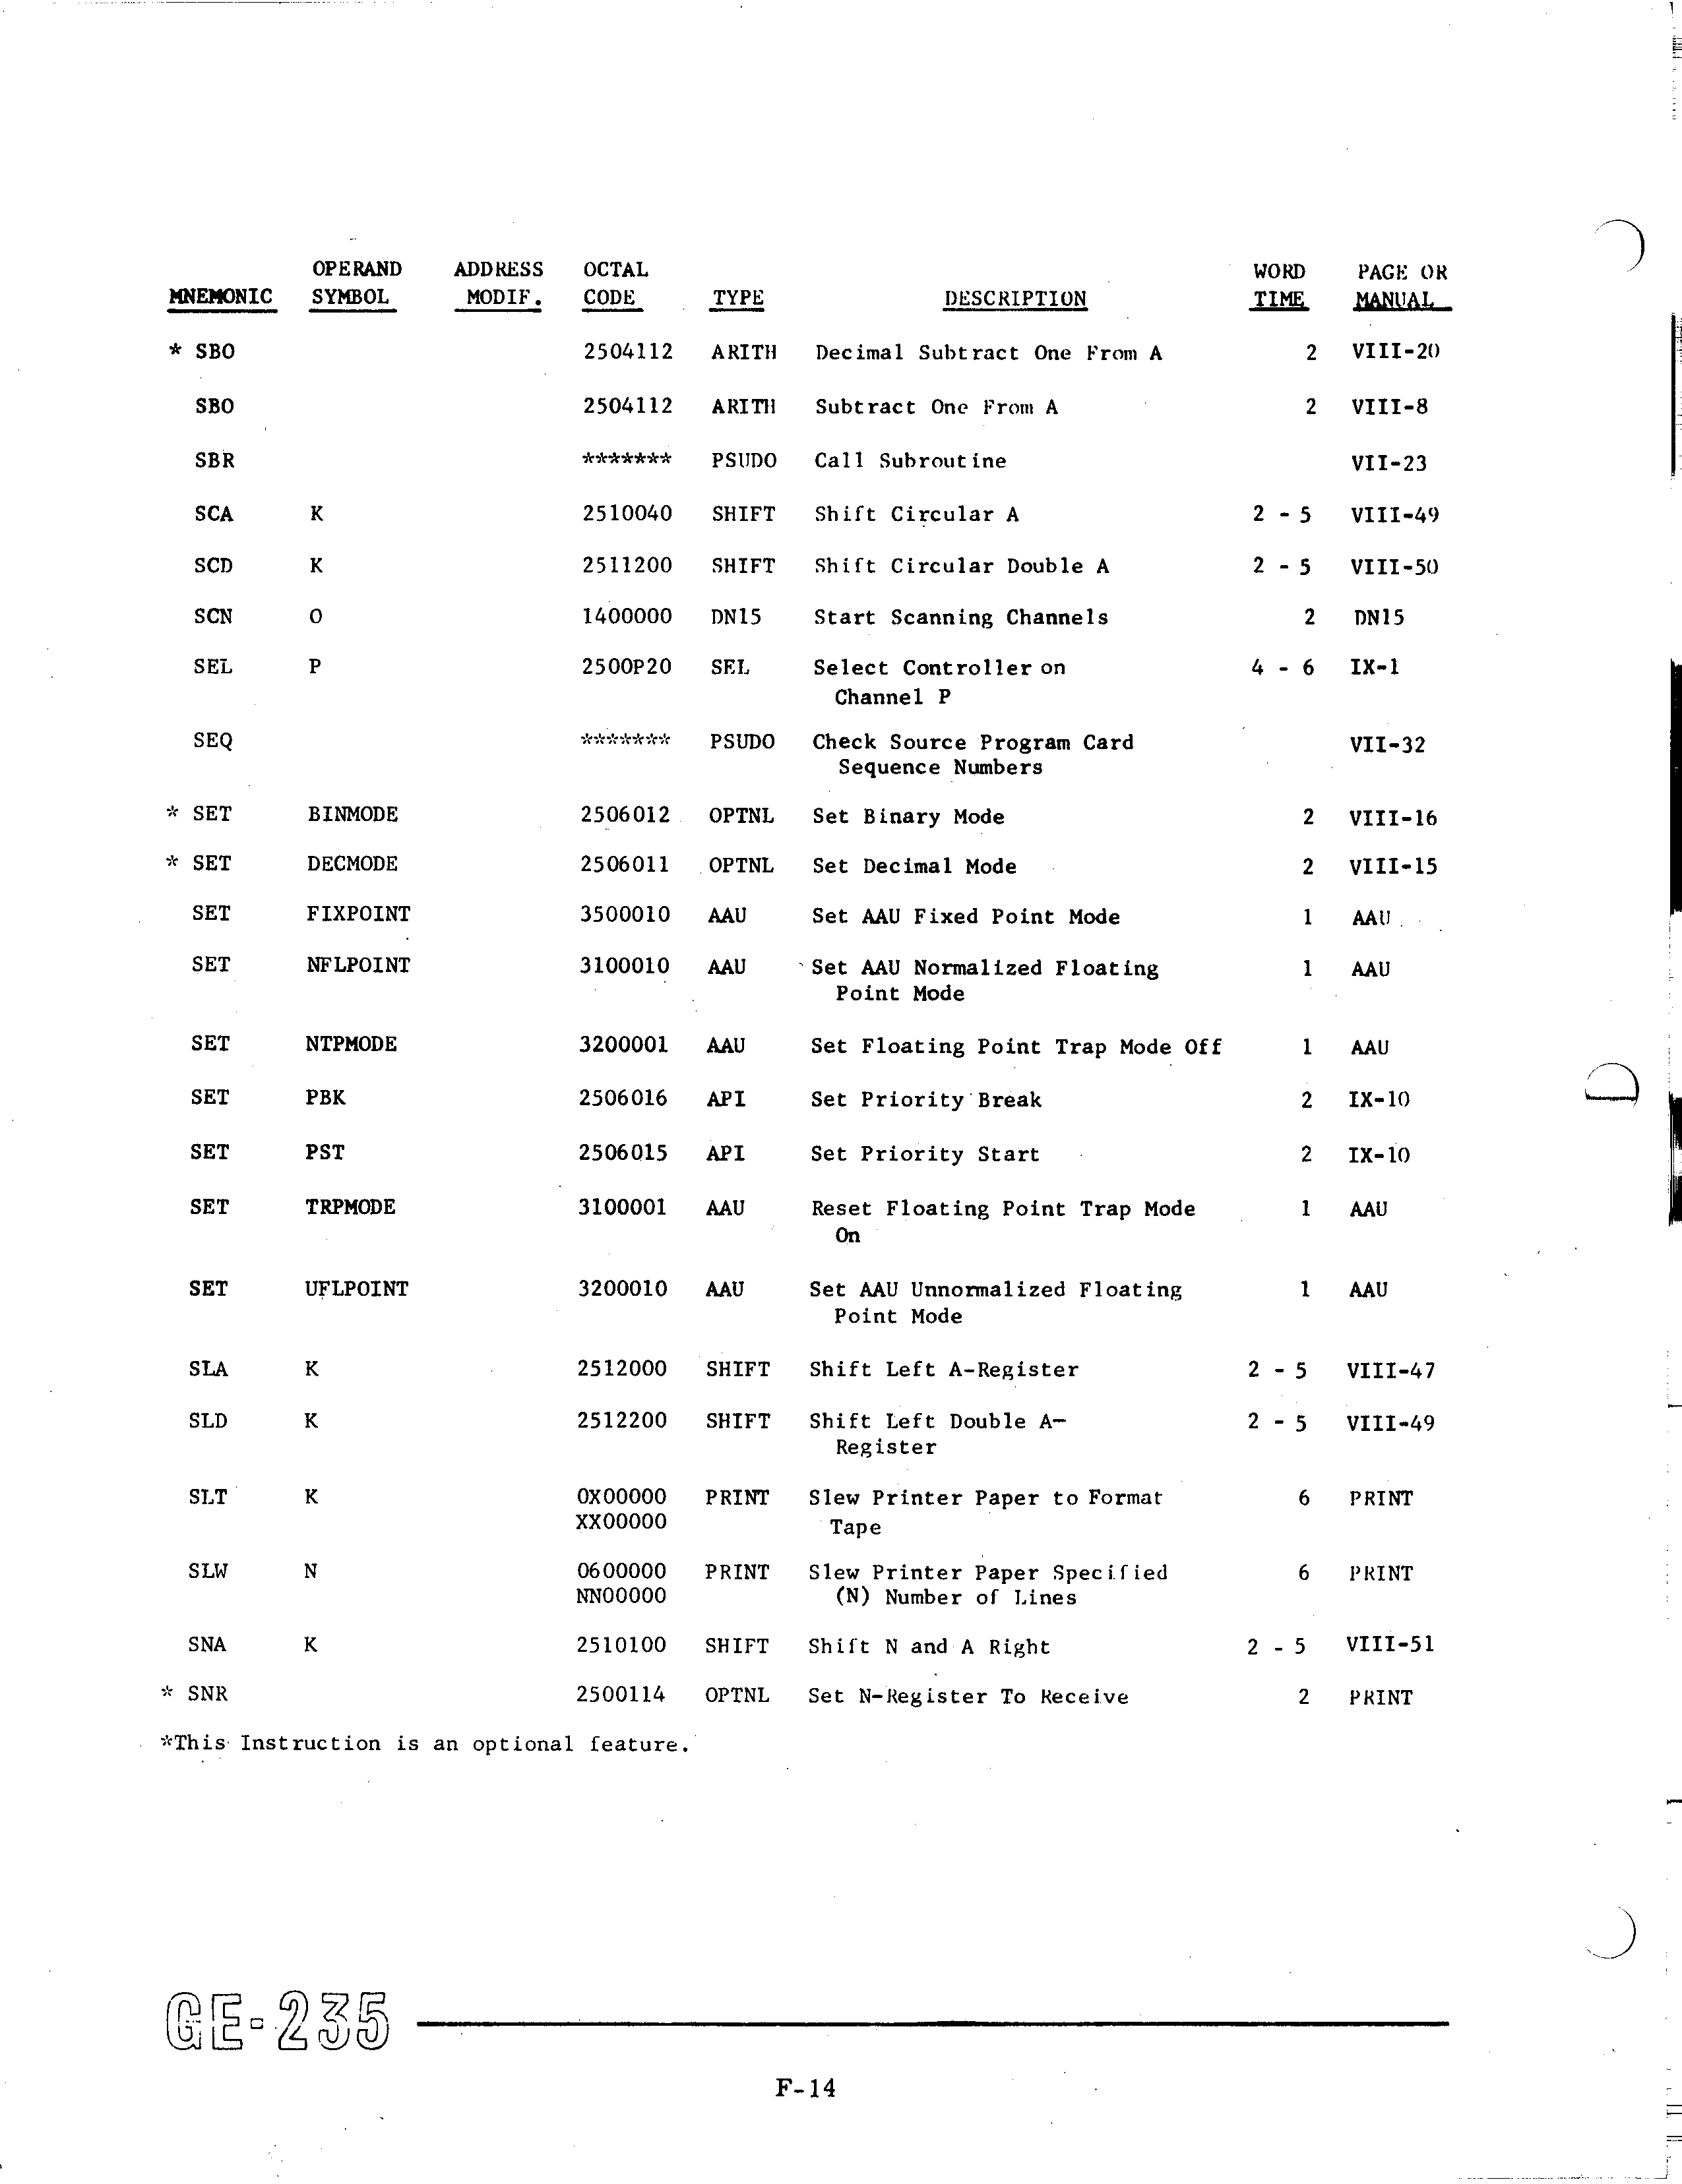 OPERAND ADDRESS OCTAL WORD PAGE OR
MNEMONIC SYMBOL MODIF. CODE TYPE DESCRIPTION TIME MANUAL
* SBO 2504112 ARITH Decimal Subtract One From A 2 VIII-20
SBO 2504112 ARITH Subtract One From A 2 VIII-8
SBR ******* PSUDO Call Subroutine VII-23
SCA K 2510040 SHIFT Shift Circular A 2 - 5 VIII-49
SCD K 2511200 SHIFT Shift Circular Double A 2 - 5 VIII-50
SCN O 1400000 DN15 Start Scanning Channels 2 DN15
SEL P 2500P20 SEL Select Controller on 4 - 6 IX-1
Channel P
SEQ ******* PSUDO Check Source Program Card VII-32
Sequence Numbers
* SET BINMODE 2506012 OPTNL Set Binary Mode 2 VIII-16
* SET DECMODE 2506011 OPTNL Set Decimal Mode 2 VIII-15
SET FIXPOINT 3500010 AAU Set AAU Fixed Point Mode 1 AAU
SET NFLPOINT 3100010 AAU Set AAU Normalized Floating 1 AAU
Point Mode
SET NTPMODE 3200001 AAU Set Floating Point Trap Mode Off 1 AAU
SET PBK 2506016 API Set Priority Break 2 IX-10
SET PST 2506015 API Set Priority Start 2 IX-10
SET TRPMODE 3100001 AAU Reset Floating Point Trap Mode 1 AAU
On
SET UFLPOINT 3200010 AAU Set AAU Unnormalized Floating 1 AAU
Point Mode
SLA K 2512000 SHIFT Shift Left A-Register 2 - 5 VIII-47
SLD K 2512200 SHIFT Shift Left Double A- 2 - 5 VIII-49
Register
SLT K 0X00000 PRINT Slew Printer Paper to Format 6 PRINT
XX00000 Tape
SLW N 0600000 PRINT Slew Printer Paper Specified 6 PRINT
NN00000 (N) Number of Lines
SNA K 2510100 SHIFT Shift N and A Right 2 - 5 VIII-51
* SNR 2500114 OPTNL Set N-Register To Receive 2 PRINT
*This Instruction is an optional feature.
GE-235
F-14